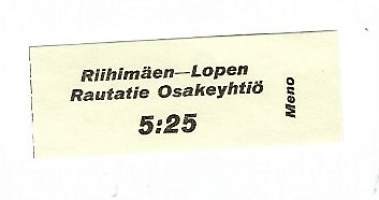 Riihimäen—Lopen
Rautatie Osakeyhtiö
5:25
Meno